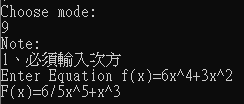 Choose mode:
9
Note:
1、必須輸入次方
Enter Equation f(x)=6x^4+3x^2
F(x)=6/5x^5+x^3